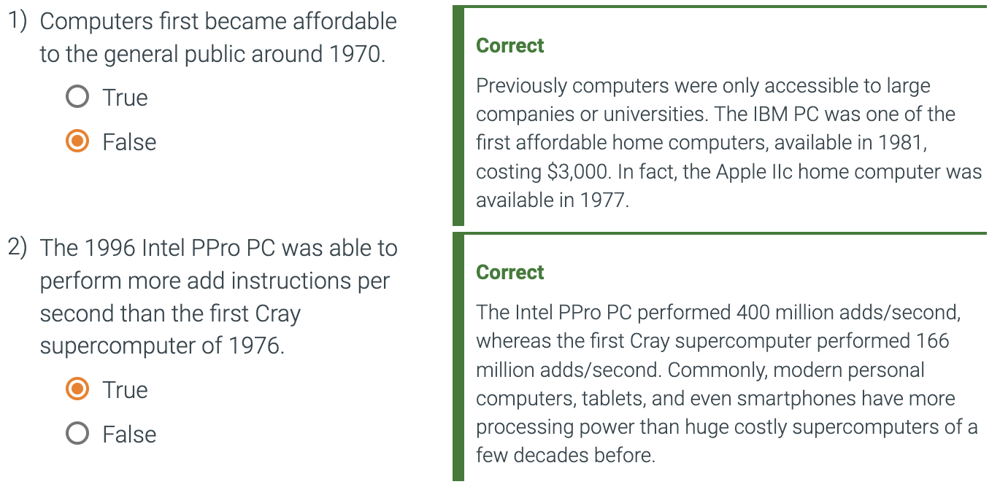 1) Computers first became affordable
to the general public around 1970.
True
False
Correct
Previously computers were only accessible to large
companies or universities. The IBM PC was one of the
first affordable home computers, available in 1981,
costing $3,000. In fact, the Apple IIc home computer was
available in 1977.
2) The 1996 Intel PPro PC was able to
perform more add instructions per
second than the first Cray
supercomputer of 1976.
True
False
Correct
The Intel PPro PC performed 400 million adds/second,
whereas the first Cray supercomputer performed 166
million adds/second. Commonly, modern personal
computers, tablets, and even smartphones have more
processing power than huge costly supercomputers of a
few decades before.